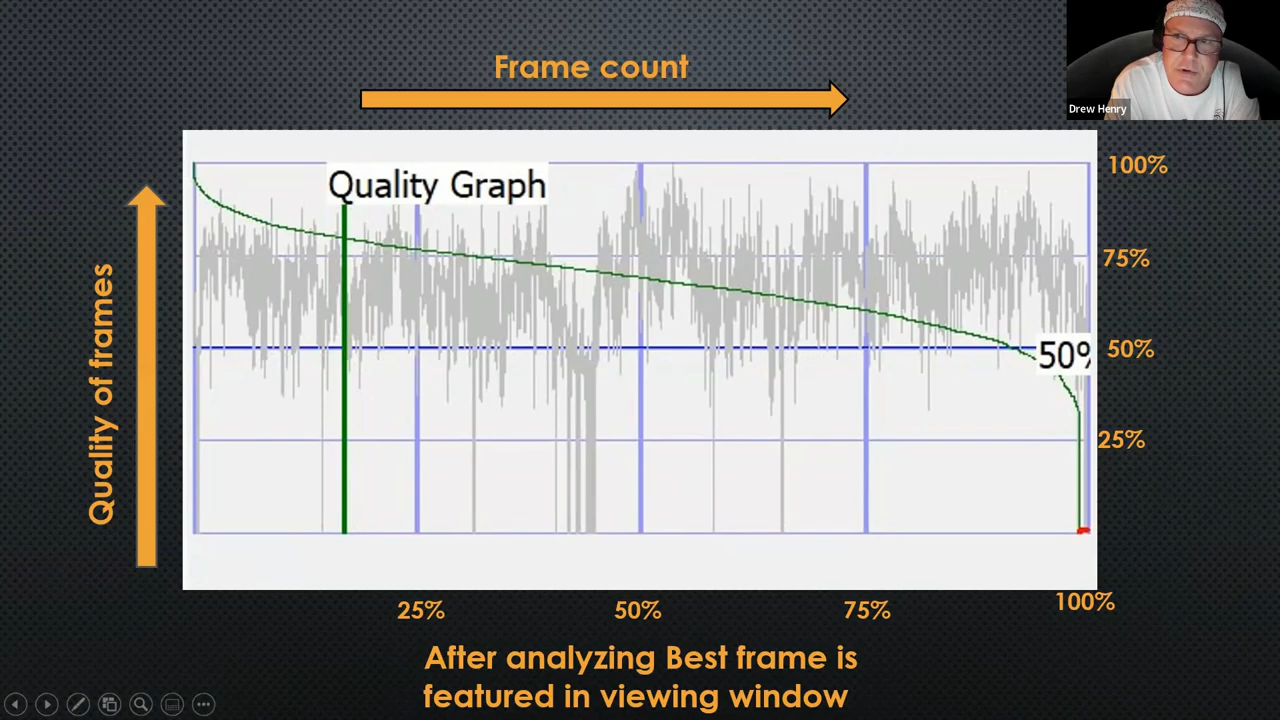 Frame count
Drew Henry
Quality of frames
Quality Graph
100%
75%
50%
50%
25%
25%
50%
75%
100%
After analyzing Best frame is
featured in viewing window